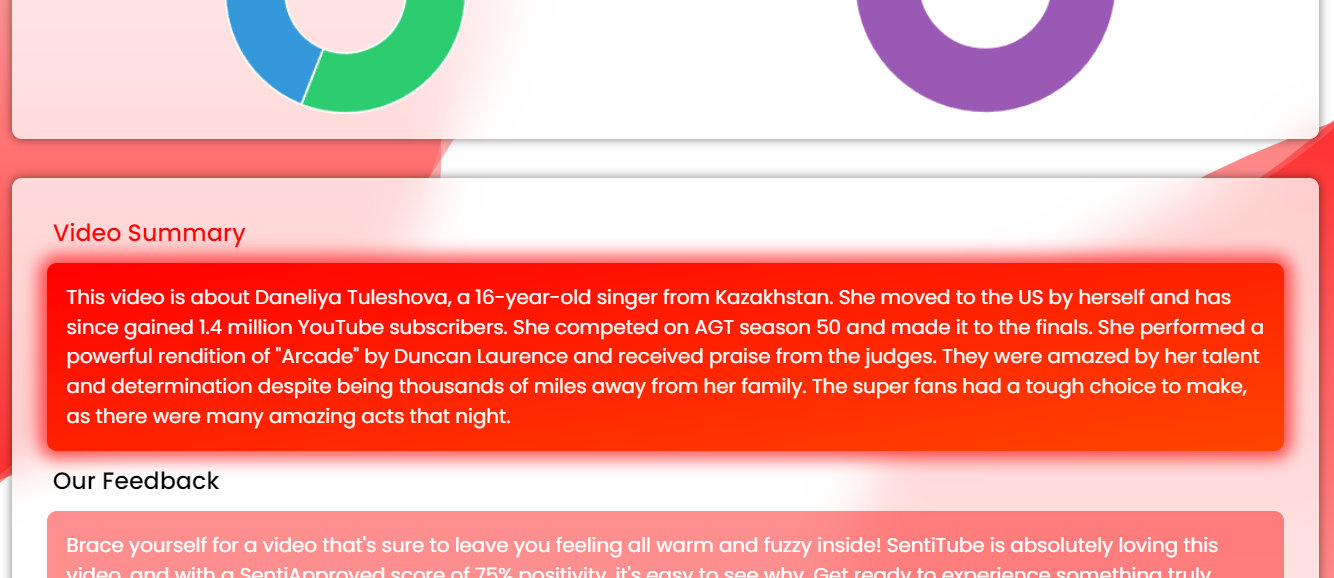 Video Summary
This video is about Daneliya Tuleshova, a 16-year-old singer from Kazakhstan. She moved to the US by herself and has
since gained 1.4 million YouTube subscribers. She competed on AGT season 50 and made it to the finals. She performed a
powerful rendition of "Arcade" by Duncan Laurence and received praise from the judges. They were amazed by her talent
and determination despite being thousands of miles away from her family. The super fans had a tough choice to make,
as there were many amazing acts that night.
Our Feedback
Brace yourself for a video that's sure to leave you feeling all warm and fuzzy inside! SentiTube is absolutely loving this
video, and with a SentiApproved score of 75% positivity, it's easy to see why. Get ready to experience something truly